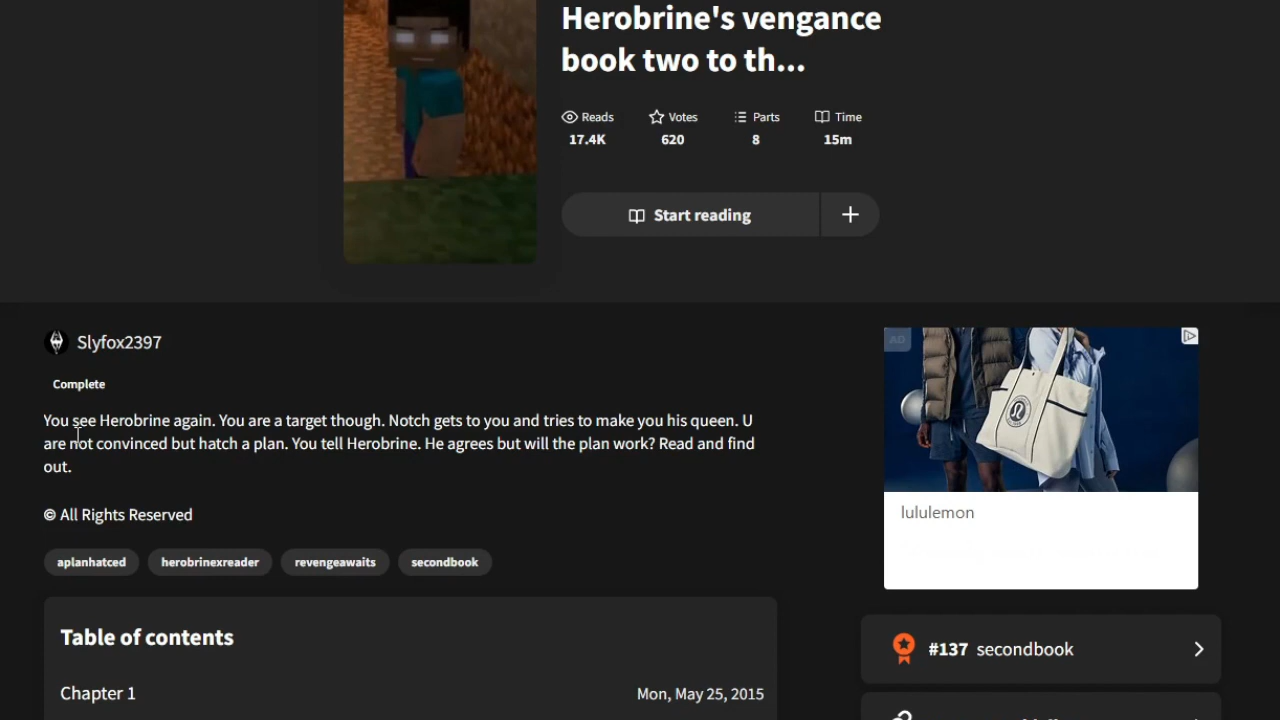 Herobrine's vengance
book two to th...
Reads
Votes
Parts
Time
17.4K
620
8
15m
Start reading
+
Slyfox2397
Complete
You see Herobrine again. You are a target though. Notch gets to you and tries to make you his queen. U
are not convinced but hatch a plan. You tell Herobrine. He agrees but will the plan work? Read and find
out.
© All Rights Reserved
aplanhatced
herobrinexreader
revengeawaits
secondbook
AD
lululemon
Table of contents
#137 secondbook
Chapter 1
Mon, May 25, 2015